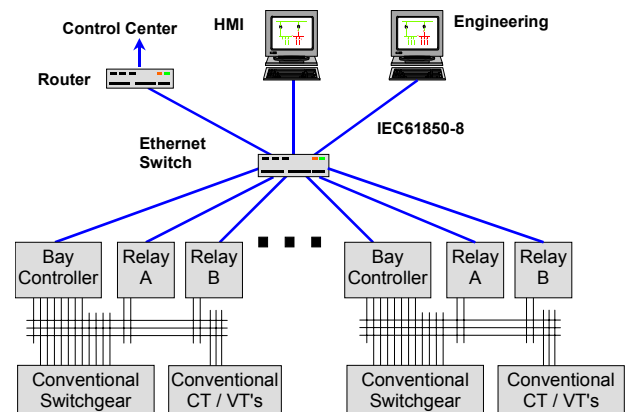 Control Center
HMI
Engineering
Router
IEC61850-8
Ethernet
Switch
Bay
Controller
Relay
A
Relay
B
Bay
Controller
Relay
A
Relay
B
Conventional
Switchgear
Conventional
CT / VT's
Conventional
Switchgear
Conventional
CT / VT's